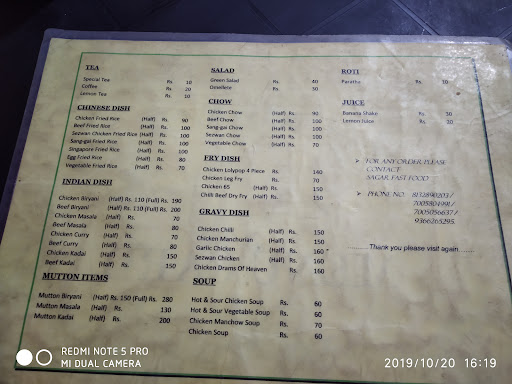 TEA
Special Tea Rs. 10
Coffee Rs. 20
Lemon Tea Rs. 10
CHINESE DISH
Chicken Fried Rice (Half) Rs. 90
Beef Fried Rice (Half) Rs. 90
Sezwan Chicken Fried Rice (Half) Rs. 100
Sang-gai Fried Rice (Half) Rs. 100
Singapore Fried Rice (Half) Rs. 100
Egg Fried Rice (Half) Rs. 80
Vegetable Fried Rice (Half) Rs. 70
INDIAN DISH
Chicken Biryani (Half) Rs. 110 (Full) Rs. 190
Beef Biryani (Half) Rs. 110 (Full) Rs. 200
Chicken Masala (Half) Rs. 70
Beef Masala (Half) Rs. 80
Chicken Curry (Half) Rs. 70
Beef Curry (Half) Rs. 80
Chicken Kadai (Half) Rs. 150
Beef Kadai (Half) Rs. 150
MUTTON ITEMS
Mutton Biryani (Half) Rs. 150 (Full) Rs. 280
Mutton Masala (Half) Rs. 130
Mutton Kadai (Half) Rs. 200
SALAD
Green Salad Rs. 40
Omellete Rs. 30
CHOW
Chicken Chow (Half) Rs. 90
Beef Chow (Half) Rs. 90
Sang-gas Chow (Half) Rs. 100
Sezwan Chow (Half) Rs. 100
Vegetable Chow (Half) Rs. 70
FRY DISH
Chicken Lolypop 4 Piece Rs. 140
Chicken Leg Fry Rs. 70
Chicken 65 (Half) Rs. 150
Chilli Beef Dry Fry (Half) Rs. 150
GRAVY DISH
Chicken Chilli (Half) Rs. 150
Chicken Manchurian (Half) Rs. 150
Garlic Chicken (Half) Rs. 160
Sezwan Chicken (Half) Rs. 160
Chicken Drams Of Heaven Rs. 160
SOUP
Hot & Sour Chicken Soup Rs. 60
Hot & Sour Vegetable Soup Rs. 60
Chicken Manchow Soup Rs. 70
Chicken Soup Rs. 60
ROTI
Paratha Rs. 10
JUICE
Banana Shake Rs. 30
Lemon Juice Rs. 30
FOR ANY ORDER PLEASE
CONTACT
SAGAR FAST FOOD
PHONE NO: 8132890203/
7005804991/
7005056637/
9366265295
........ Thank you please visit again........
REDMI NOTE 5 PRO
MI DUAL CAMERA
2019/10/20 16:19